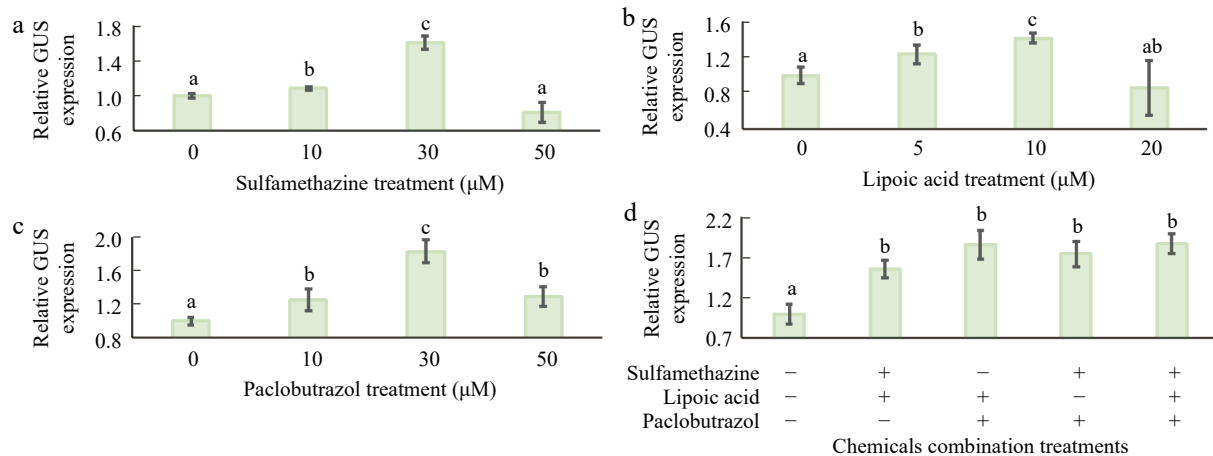 a
Relative GUS
expression
1.8
1.4
1.0
0.6
a
b
c
a
0 10 30 50
Sulfamethazine treatment (μM)
b
Relative GUS
expression
1.6
1.2
0.8
0.4
a
b
c
ab
0 5 10 20
Lipoic acid treatment (μM)
c
Relative GUS
expression
2.0
1.6
1.2
0.8
a
b
c
b
0 10 30 50
Paclobutrazol treatment (μM)
d
Relative GUS
expression
2.2
1.7
1.2
0.7
a
b
b
b
b
Sulfamethazine − + − + +
Lipoic acid − + + − +
Paclobutrazol − − + + +
Chemicals combination treatments